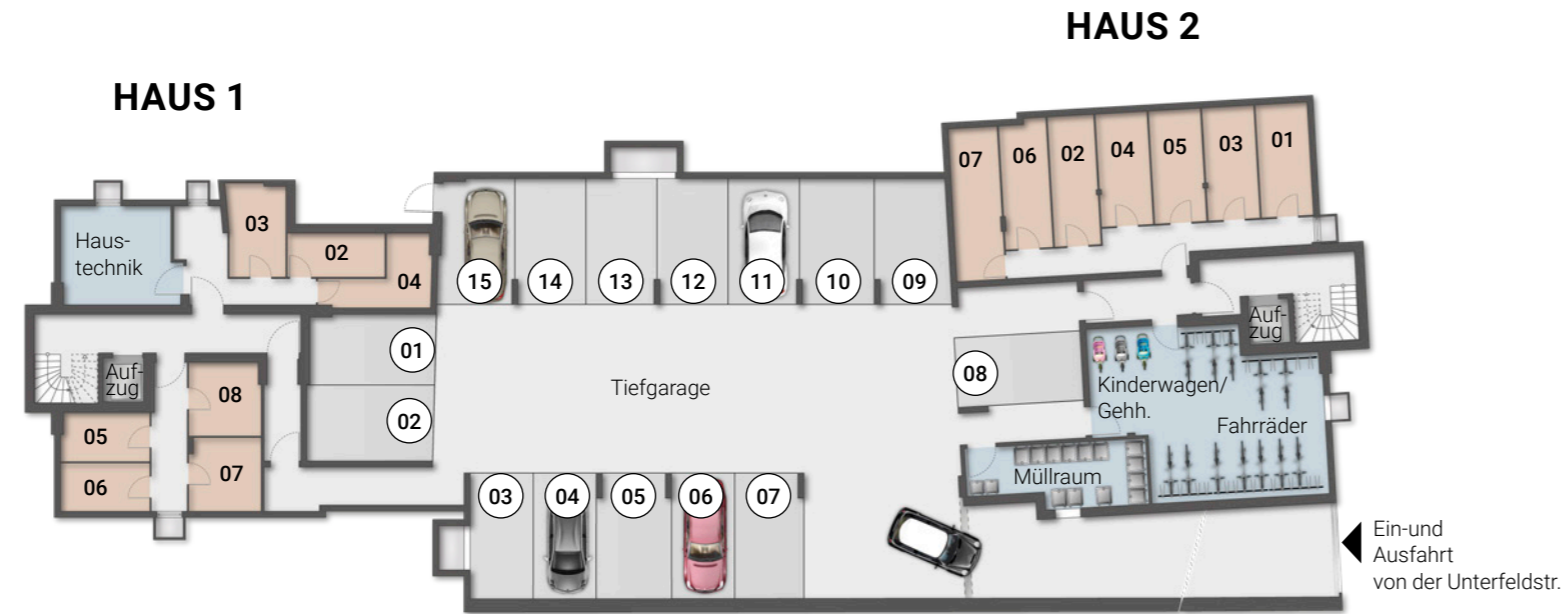 HAUS 2
HAUS 1
07
06
02
04
05
03
01
Haus-
technik
03
02
04
15
14
13
12
11
10
09
Auf-
zug
01
02
Tiefgarage
08
Auf-
zug
08
05
06
07
Kinderwagen/
Gehh.
Fahrräder
Müllraum
03
04
05
06
07
Ein-und
Ausfahrt
von der Unterfeldstr.